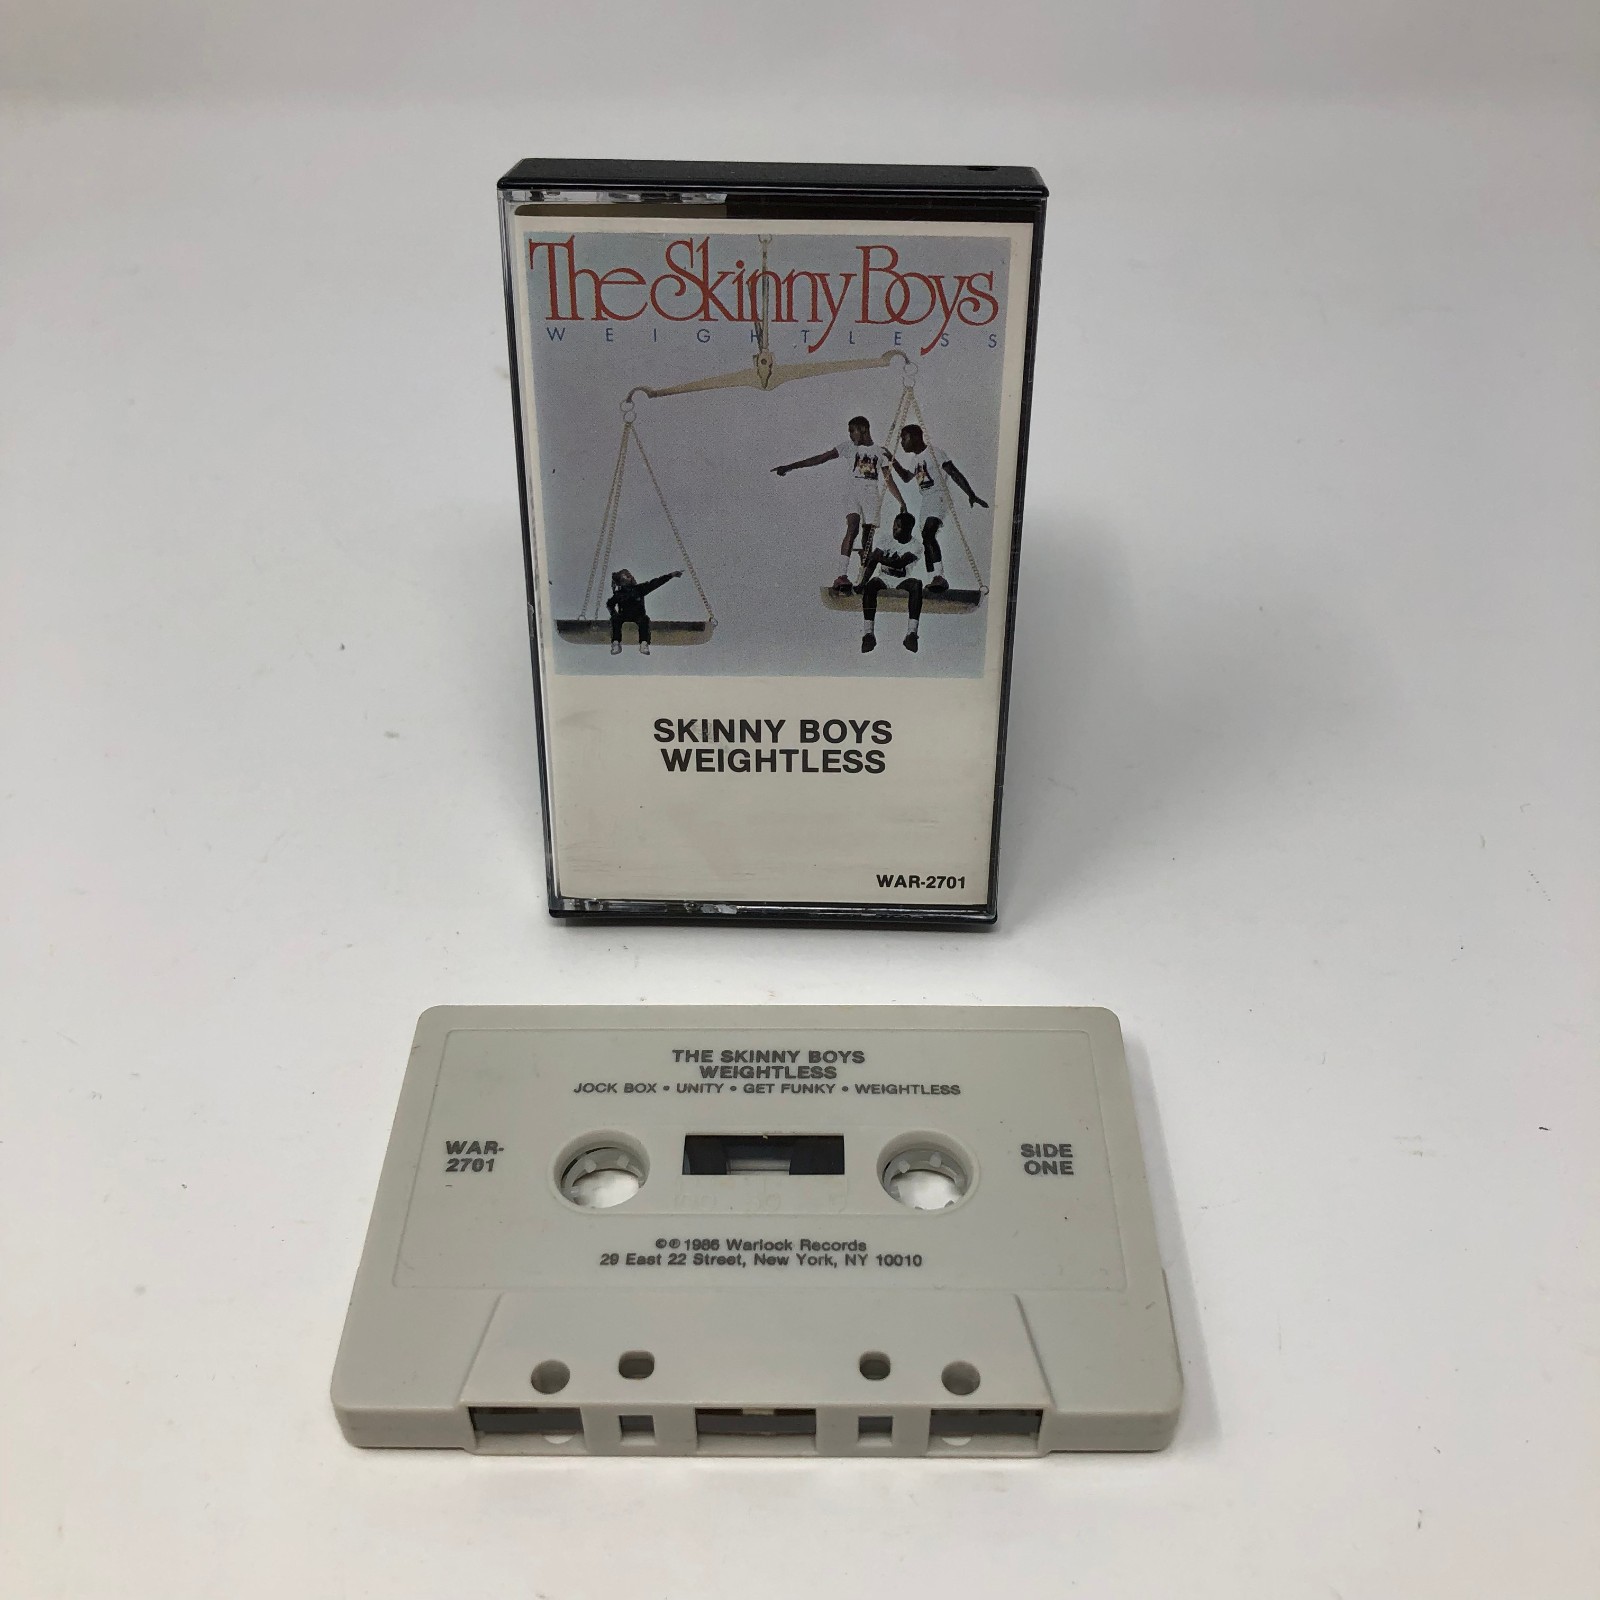 The Skinny Boys
WEIGHTLESS
SKINNY BOYS
WEIGHTLESS
WAR-2701
THE SKINNY BOYS
WEIGHTLESS
JOCK BOX • UNITY • GET FUNKY • WEIGHTLESS
WAR-
2701
SIDE
ONE
©℗ 1986 Warlock Records
29 East 22 Street, New York, NY 10010